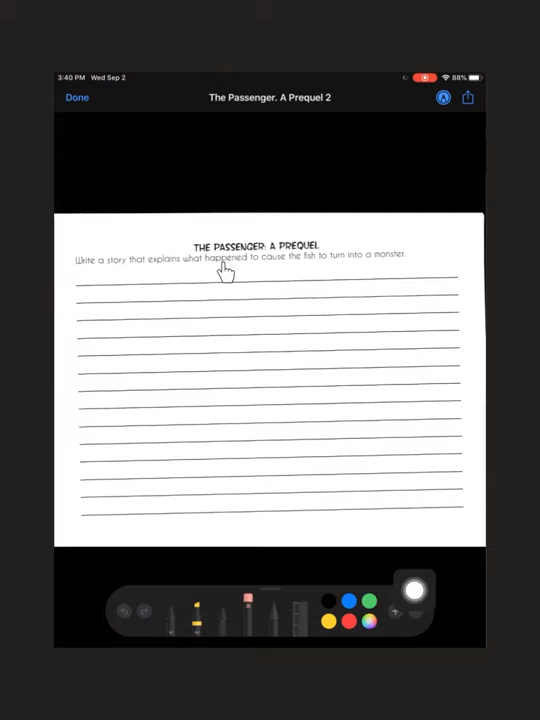 3:40 PM Wed Sep 2 88%
Done The Passenger. A Prequel 2
THE PASSENGER: A PREQUEL
Write a story that explains what happened to cause the fish to turn into a monster.